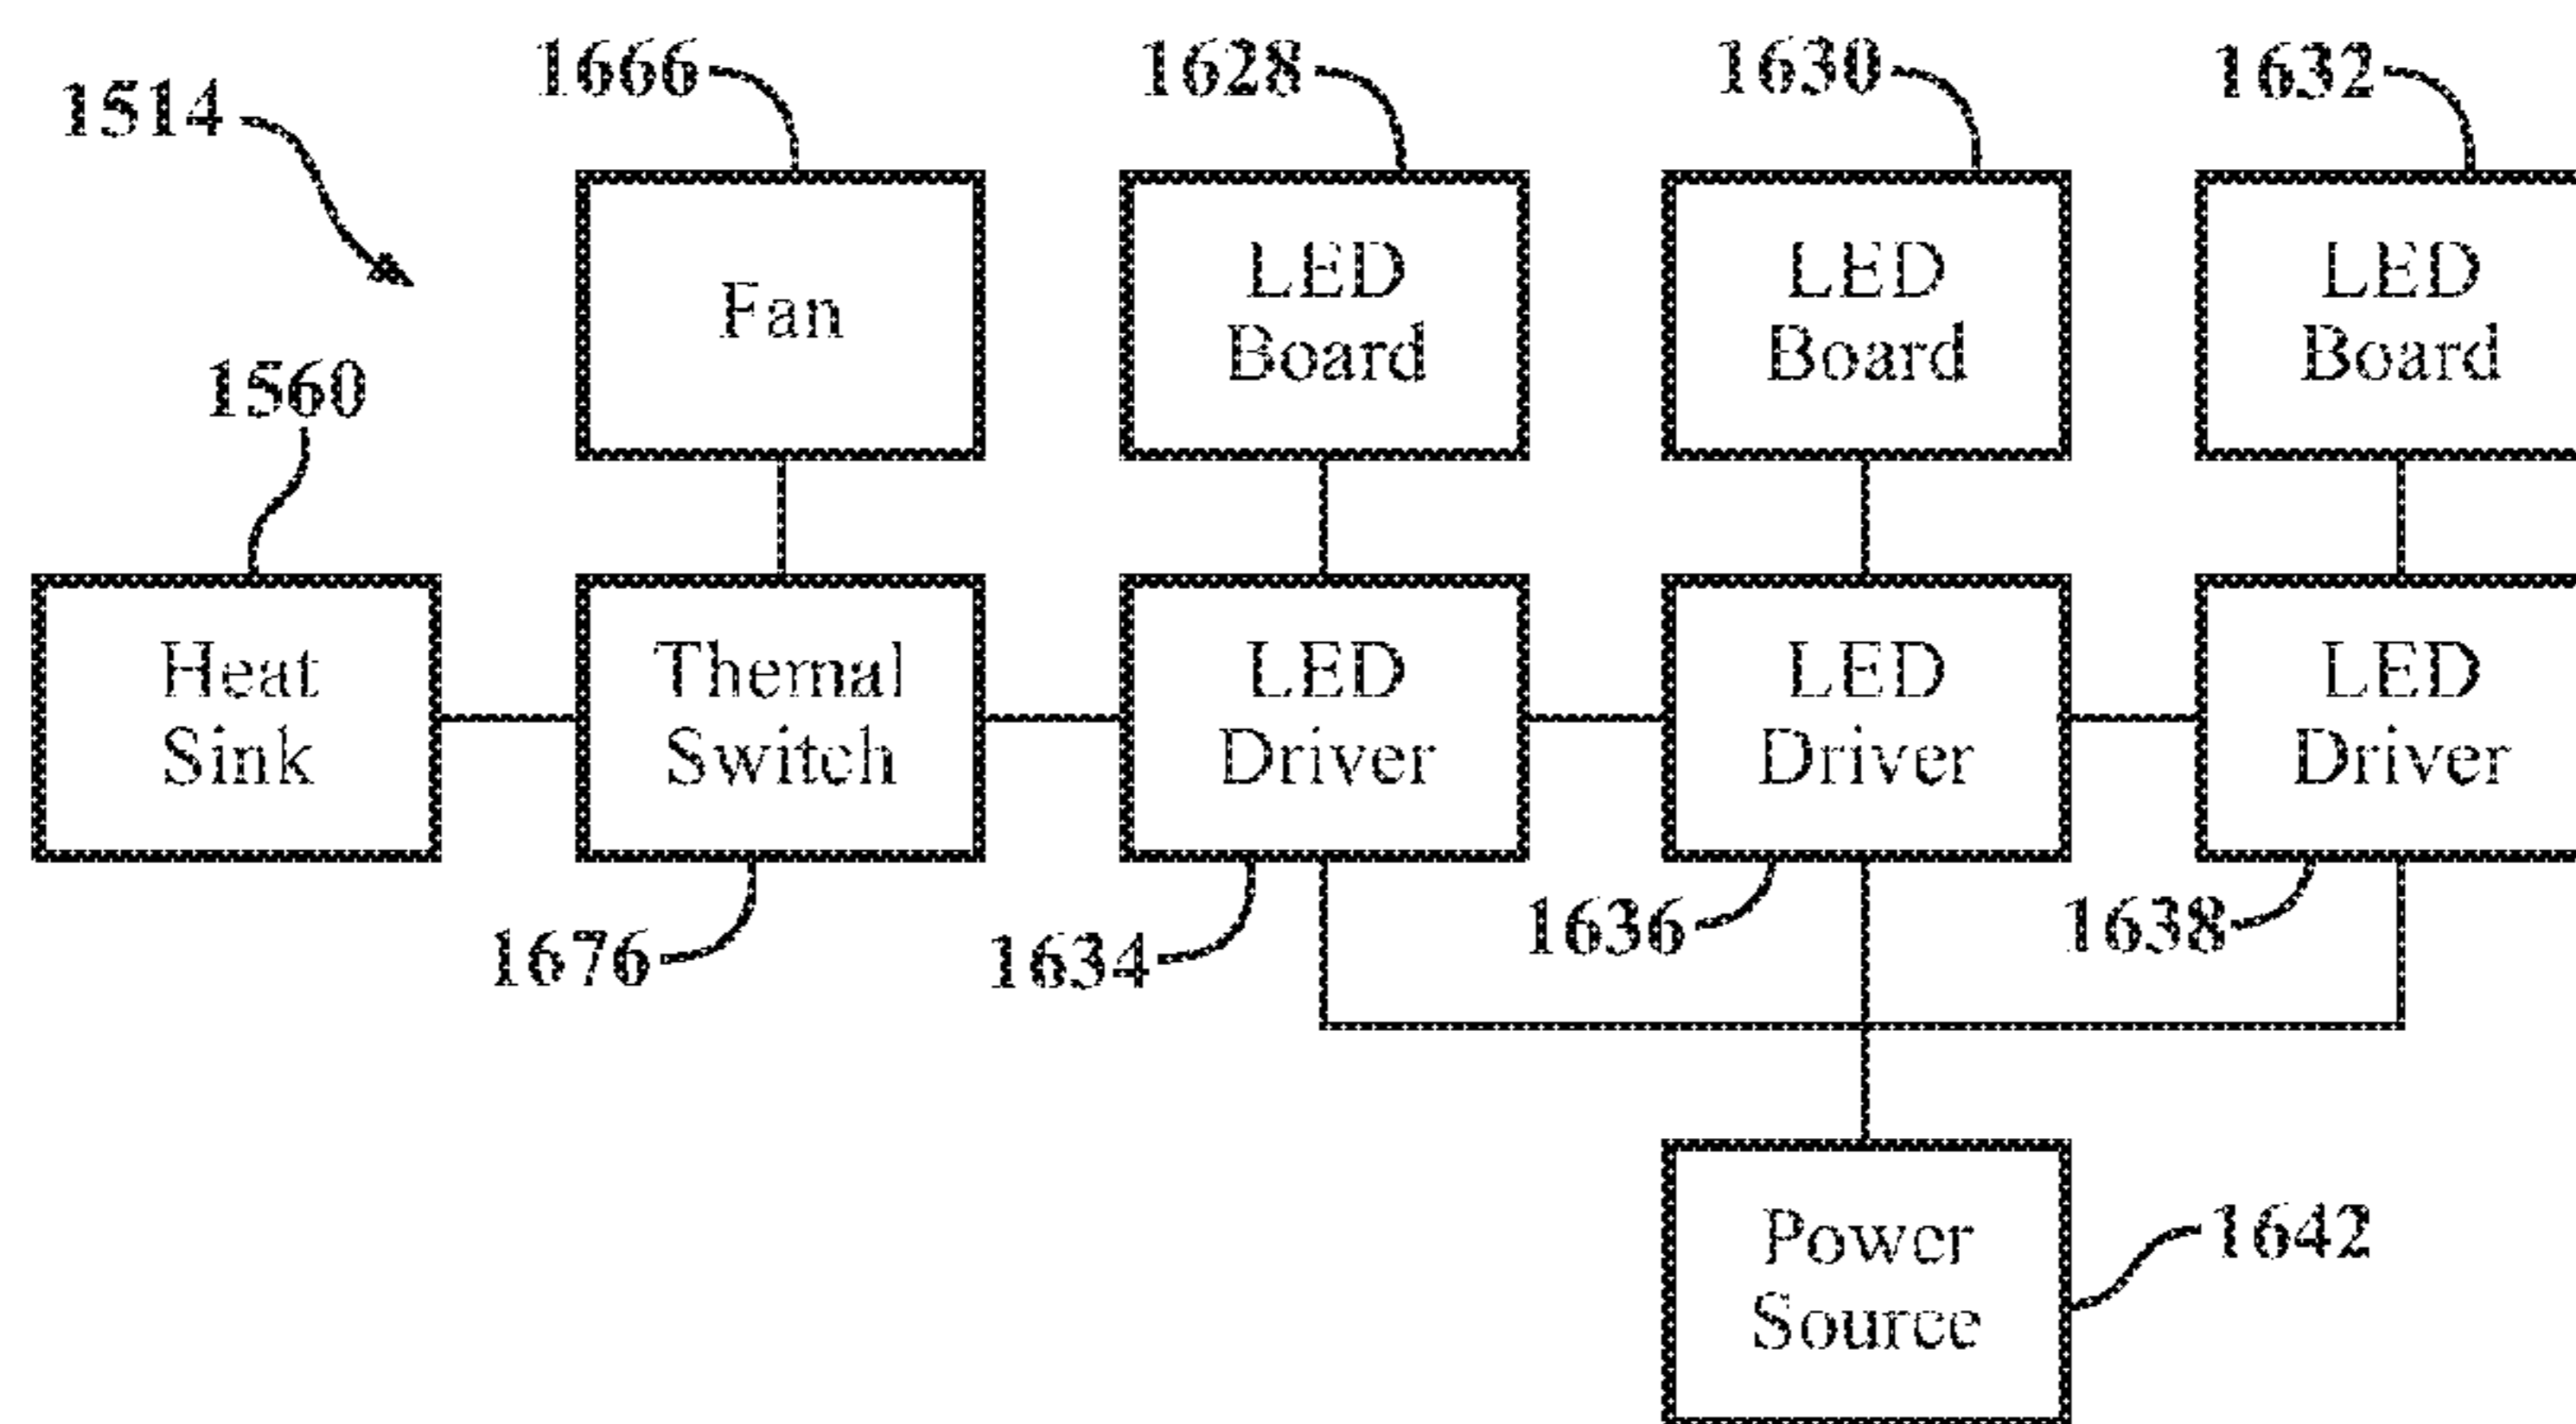 1666
1628
1630
1632
1514
Fan
LED
Board
LED
Board
LED
Board
1560
Heat
Sink
Themal
Switch
LED
Driver
LED
Driver
LED
Driver
1676
1634
1636
1638
Power
Source
1642